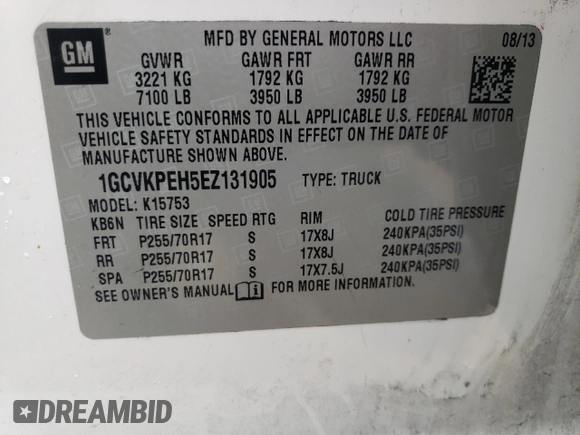 GM
MFD BY GENERAL MOTORS LLC 08/13
GVWR GAWR FRT GAWR RR
3221 KG 1792 KG 1792 KG
7100 LB 3950 LB 3950 LB
THIS VEHICLE CONFORMS TO ALL APPLICABLE U.S. FEDERAL MOTOR
VEHICLE SAFETY STANDARDS IN EFFECT ON THE DATE OF
MANUFACTURE SHOWN ABOVE.
1GCVKPEH5EZ131905 TYPE: TRUCK
MODEL: K15753
KB6N TIRE SIZE SPEED RTG RIM COLD TIRE PRESSURE
FRT P255/70R17 S 17X8J 240KPA(35PSI)
RR P255/70R17 S 17X8J 240KPA(35PSI)
SPA P255/70R17 S 17X7.5J 240KPA(35PSI)
SEE OWNER'S MANUAL FOR MORE INFORMATION.
DREAMBID